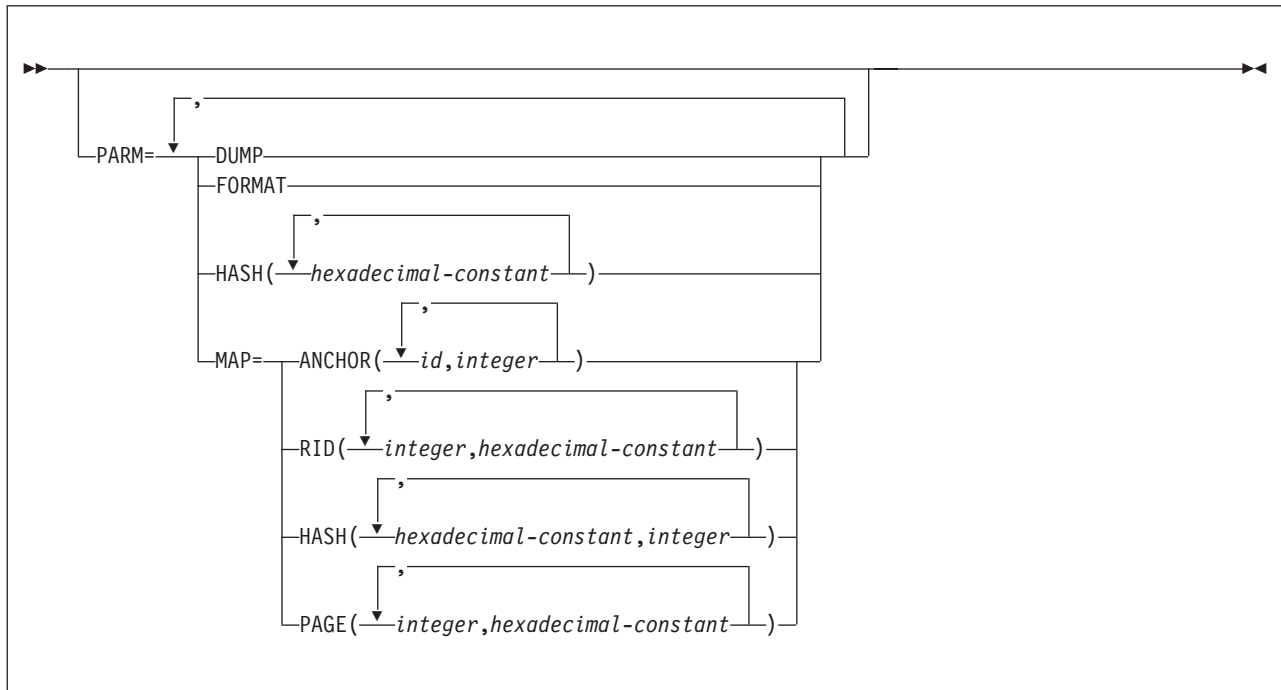 ,
PARM= DUMP
FORMAT
,
HASH( hexadecimal-constant )
,
MAP= ANCHOR( id,integer )
,
RID( integer,hexadecimal-constant )
,
HASH( hexadecimal-constant,integer )
,
PAGE( integer,hexadecimal-constant )